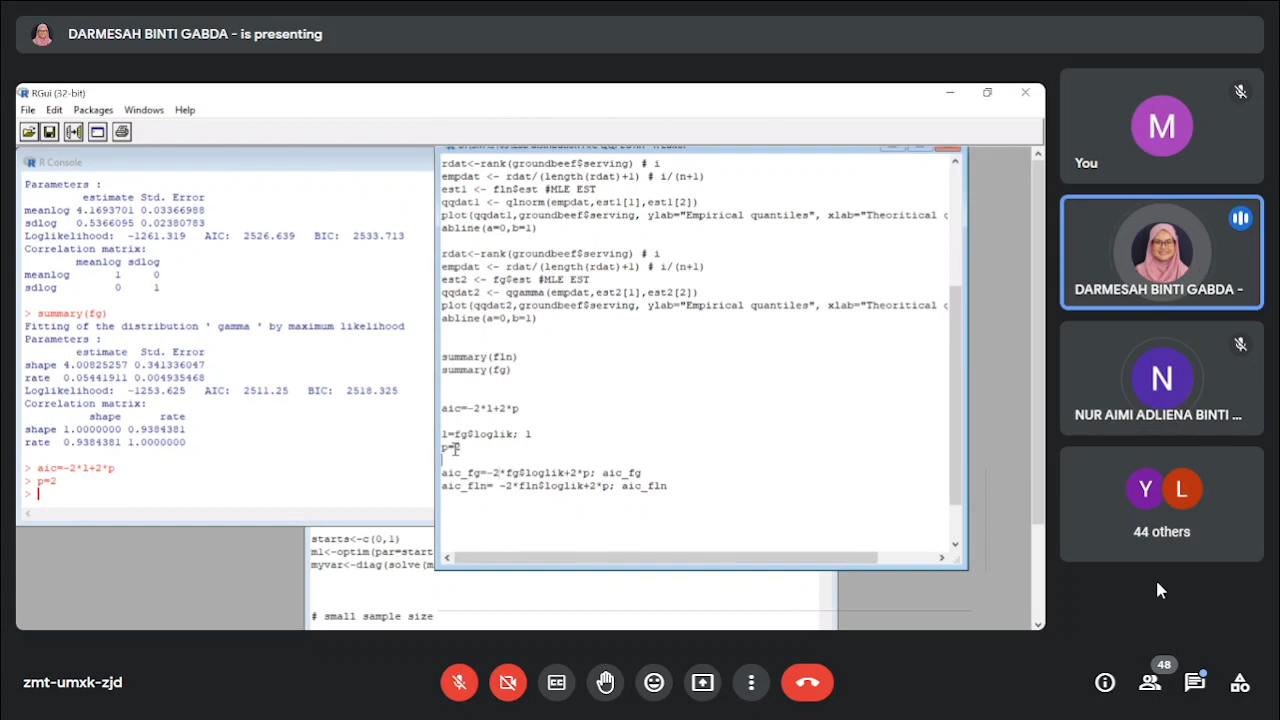 DARMESAH BINTI GABDA - is presenting
RGui (32-bit)
File Edit Packages Windows Help
R Console
Parameters :
estimate Std. Error
meanlog 4.1693701 0.03366988
sdlog 0.5366095 0.02380783
Loglikelihood: -1261.319 AIC: 2526.639 BIC: 2533.713
Correlation matrix:
meanlog sdlog
meanlog 1 0
sdlog 0 1
> summary(fg)
Fitting of the distribution ' gamma ' by maximum likelihood
Parameters :
estimate Std. Error
shape 4.00825257 0.341336047
rate 0.05441911 0.004935468
Loglikelihood: -1253.625 AIC: 2511.25 BIC: 2518.325
Correlation matrix:
shape rate
shape 1.0000000 0.9384381
rate 0.9384381 1.0000000
> aic=-2*l+2*p
> p=2
>
rdat<-rank(groundbeef$serving) # i
empdat <- rdat/(length(rdat)+1) # i/(n+1)
est1 <- fln$est #MLE EST
qqdat1 <- qlnorm(empdat,est1[1],est1[2])
plot(qqdat1,groundbeef$serving, ylab="Empirical quantiles", xlab="Theoritical q
abline(a=0,b=1)
rdat<-rank(groundbeef$serving) # i
empdat <- rdat/(length(rdat)+1) # i/(n+1)
est2 <- fg$est #MLE EST
qqdat2 <- qgamma(empdat,est2[1],est2[2])
plot(qqdat2,groundbeef$serving, ylab="Empirical quantiles", xlab="Theoritical q
abline(a=0,b=1)
summary(fln)
summary(fg)
aic=-2*l+2*p
l=fg$loglik; l
p=2
aic_fg=-2*fg$loglik+2*p; aic_fg
aic_fln= -2*fln$loglik+2*p; aic_fln
starts<-c(0,1)
ml<-optim(par=start
myvar<-diag(solve(m
# small sample size
M
You
DARMESAH BINTI GABDA -
N
NUR AIMI ADLIENA BINTI ...
Y L
44 others
zmt-umxk-zjd
48